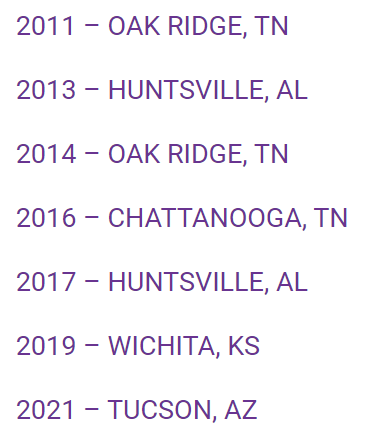 2011 – OAK RIDGE, TN
2013 – HUNTSVILLE, AL
2014 – OAK RIDGE, TN
2016 – CHATTANOOGA, TN
2017 – HUNTSVILLE, AL
2019 – WICHITA, KS
2021 – TUCSON, AZ